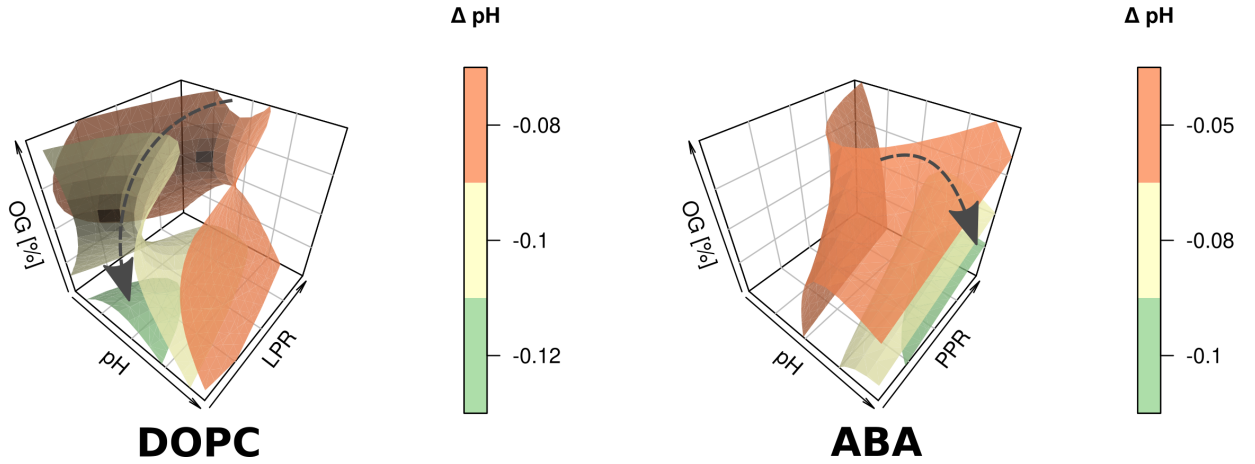 Δ pH
-0.08
-0.1
-0.12
OG [%]
pH
LPR
DOPC
Δ pH
-0.05
-0.08
-0.1
OG [%]
pH
PPR
ABA